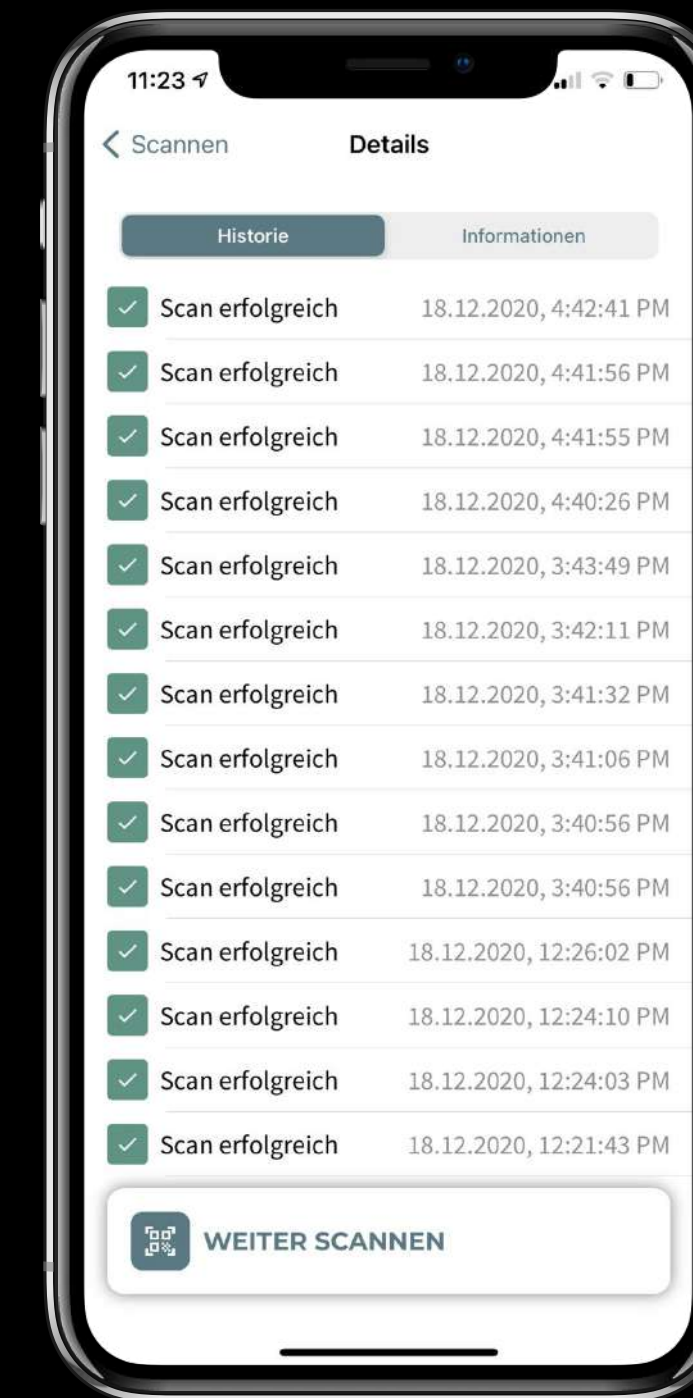 11:23
Scannen Details
Historie Informationen
Scan erfolgreich 18.12.2020, 4:42:41 PM
Scan erfolgreich 18.12.2020, 4:41:56 PM
Scan erfolgreich 18.12.2020, 4:41:55 PM
Scan erfolgreich 18.12.2020, 4:40:26 PM
Scan erfolgreich 18.12.2020, 3:43:49 PM
Scan erfolgreich 18.12.2020, 3:42:11 PM
Scan erfolgreich 18.12.2020, 3:41:32 PM
Scan erfolgreich 18.12.2020, 3:41:06 PM
Scan erfolgreich 18.12.2020, 3:40:56 PM
Scan erfolgreich 18.12.2020, 3:40:56 PM
Scan erfolgreich 18.12.2020, 12:26:02 PM
Scan erfolgreich 18.12.2020, 12:24:10 PM
Scan erfolgreich 18.12.2020, 12:24:03 PM
Scan erfolgreich 18.12.2020, 12:21:43 PM
WEITER SCANNEN